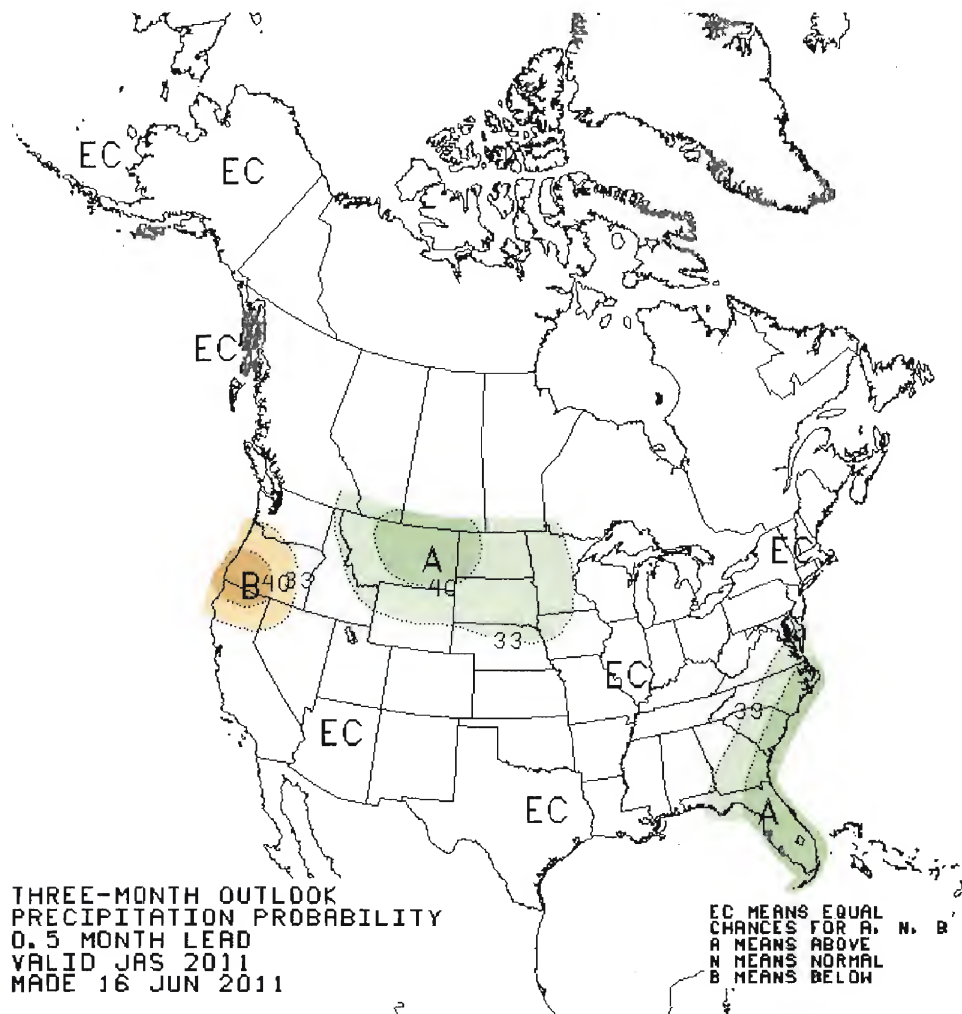 EC
EC
EC
A
40
B
40
33
33
EC
EC
EC
33
EC
A
THREE-MONTH OUTLOOK
PRECIPITATION PROBABILITY
0.5 MONTH LEAD
VALID JAS 2011
MADE 16 JUN 2011
EC MEANS EQUAL
CHANCES FOR A, N, B
A MEANS ABOVE
N MEANS NORMAL
B MEANS BELOW